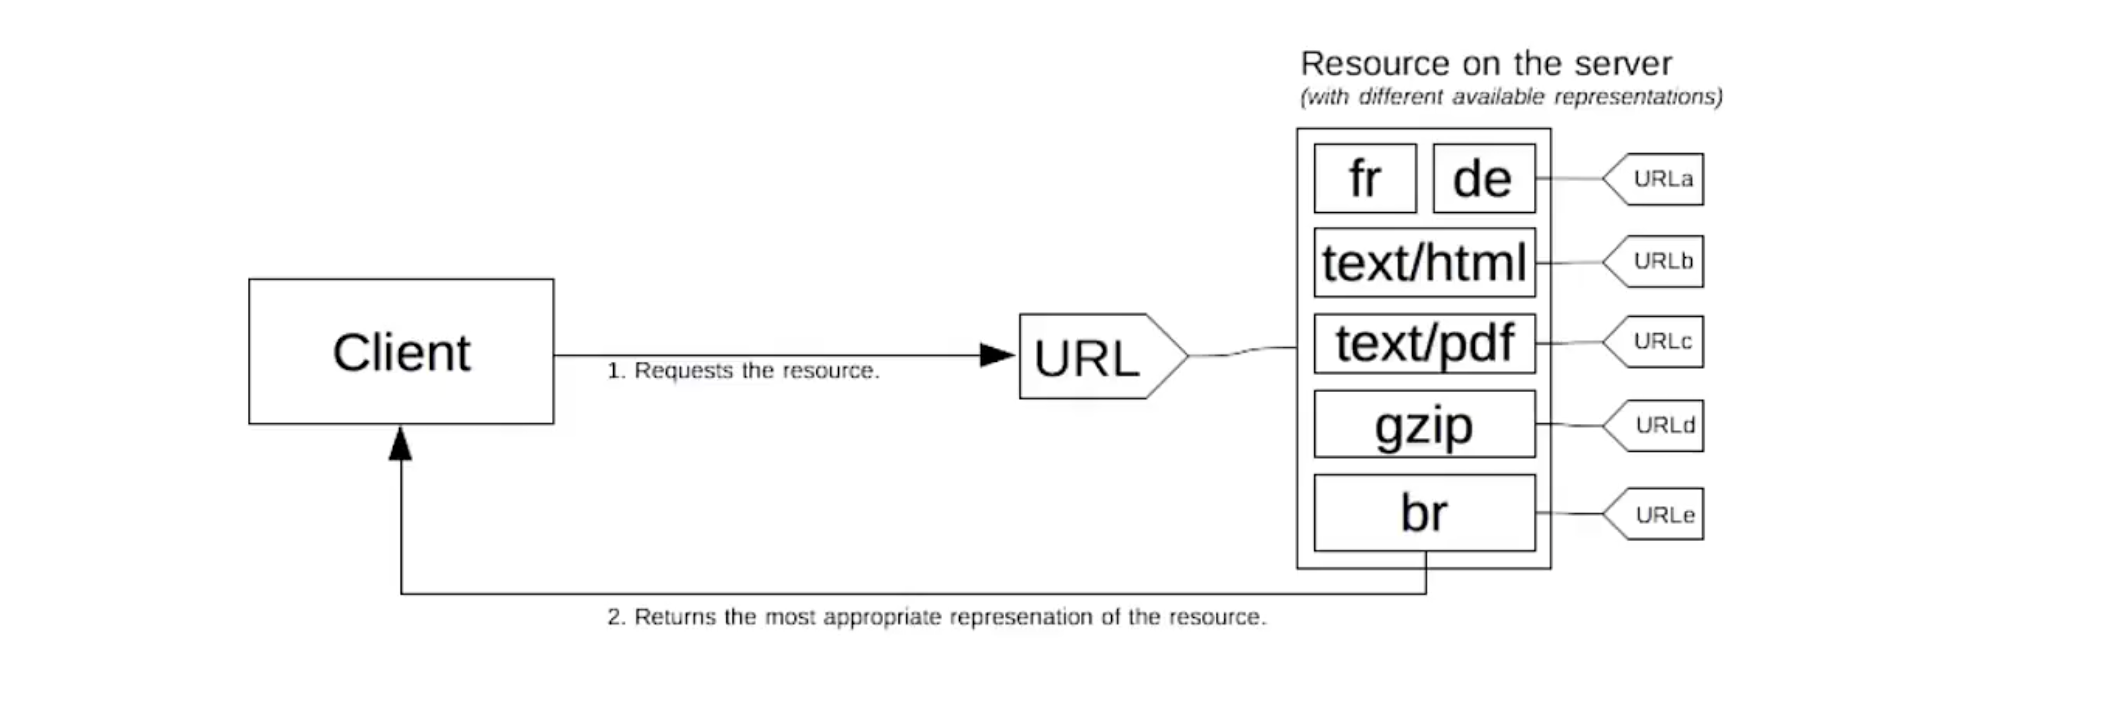 Resource on the server
(with different available representations)
fr
de
URLa
text/html
URLb
Client
1. Requests the resource.
URL
text/pdf
URLc
gzip
URLd
br
URLe
2. Returns the most appropriate represenation of the resource.